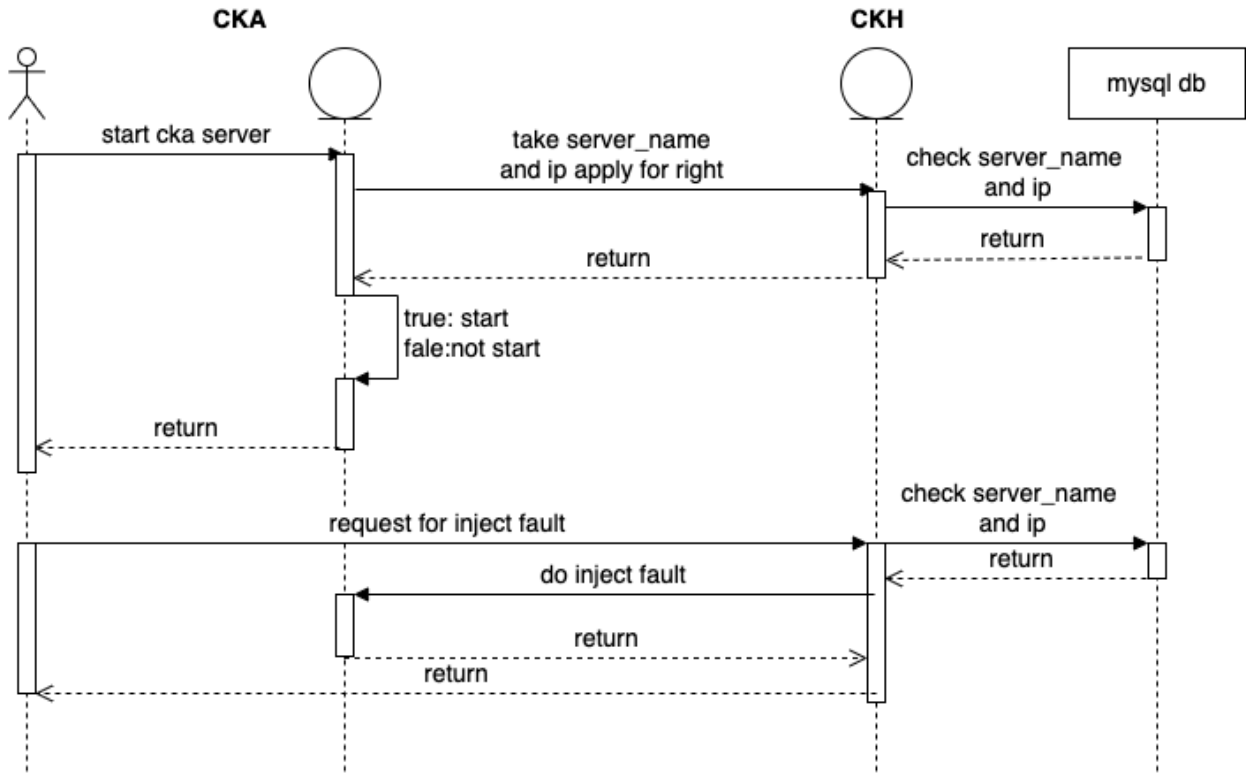 CKA
CKH
mysql db
start cka server
take server_name
and ip apply for right
check server_name
and ip
return
return
true: start
fale:not start
return
check server_name
and ip
request for inject fault
return
do inject fault
return
return